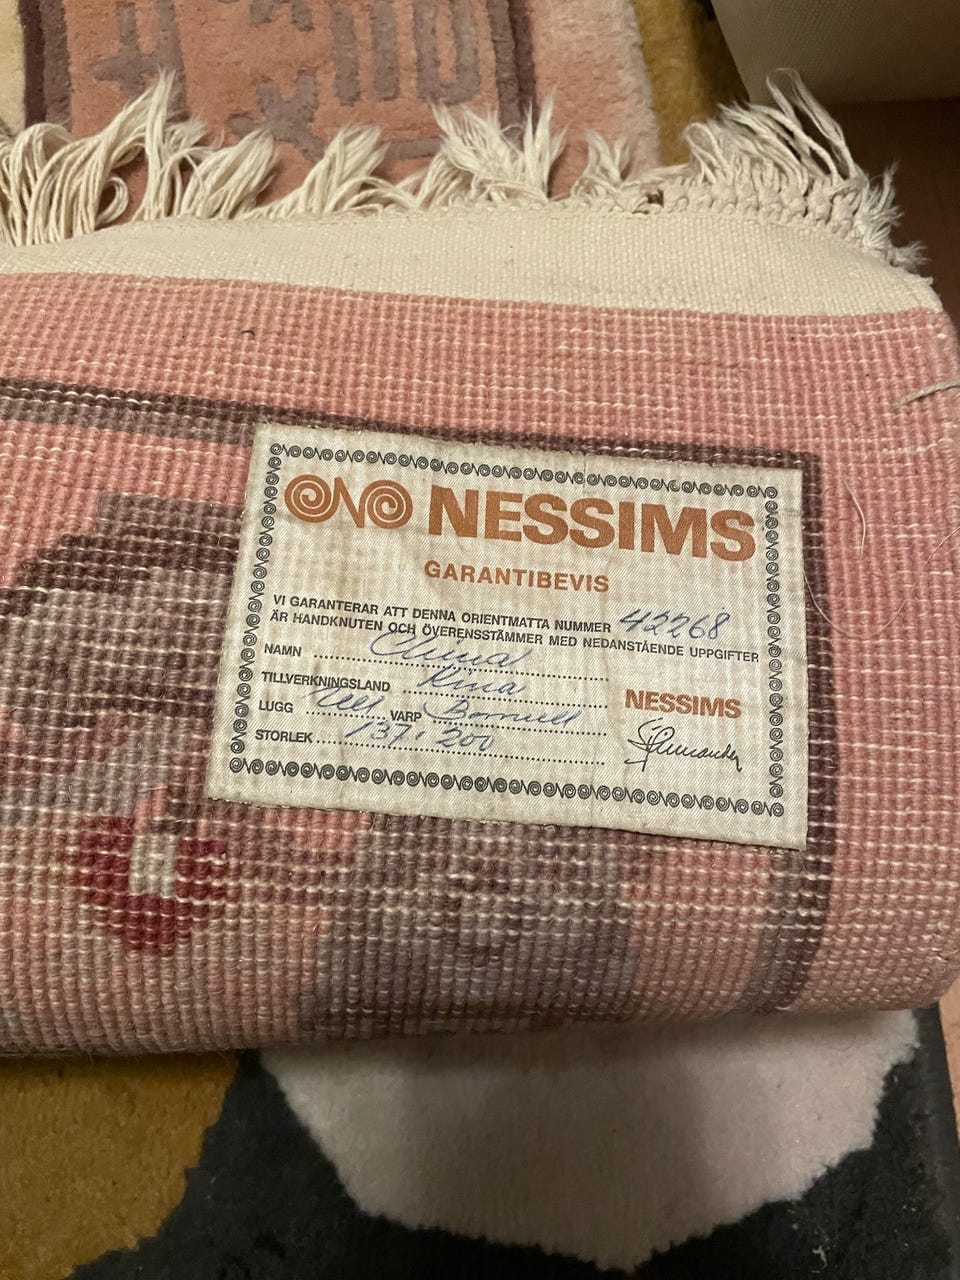 NESSIMS
GARANTIBEVIS
VI GARANTERAR ATT DENNA ORIENTMATTA NUMMER 42268
ÄR HANDKNUTEN OCH ÖVERENSSTÄMMER MED NEDANSTÅENDE UPPGIFTER
NAMN China
TILLVERKNINGSLAND Kina
LUGG Ull VARP Bomull
STORLEK 137 · 200
NESSIMS